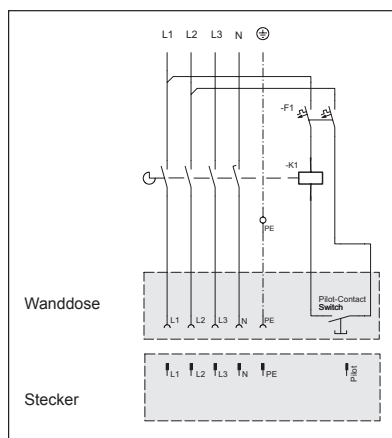 L1 L2 L3 N
-F1
-K1
PE
Wanddose
Pilot-Contact
Switch
L1 L2 L3 N PE
L1 L2 L3 N PE Pilot
Stecker